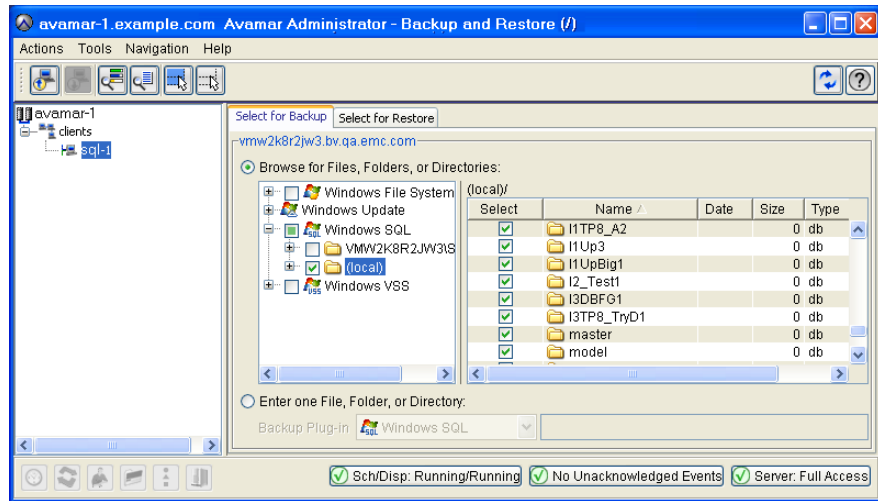 avamar-1.example.com Avamar Administrator - Backup and Restore (/)
Actions Tools Navigation Help
avamar-1
clients
sql-1
Select for Backup Select for Restore
vmw2k8r2jw3.bv.qa.emc.com
Browse for Files, Folders, or Directories:
Windows File System
Windows Update
Windows SQL
VMW2K8R2JW3\S
(local)
Windows VSS
(local)/
Select Name Date Size Type
I1TP8_A2 0 db
I1Up3 0 db
I1UpBig1 0 db
I2_Test1 0 db
I3DBFG1 0 db
I3TP8_TryD1 0 db
master 0 db
model 0 db
Enter one File, Folder, or Directory:
Backup Plug-in Windows SQL
Sch/Disp: Running/Running No Unacknowledged Events Server: Full Access